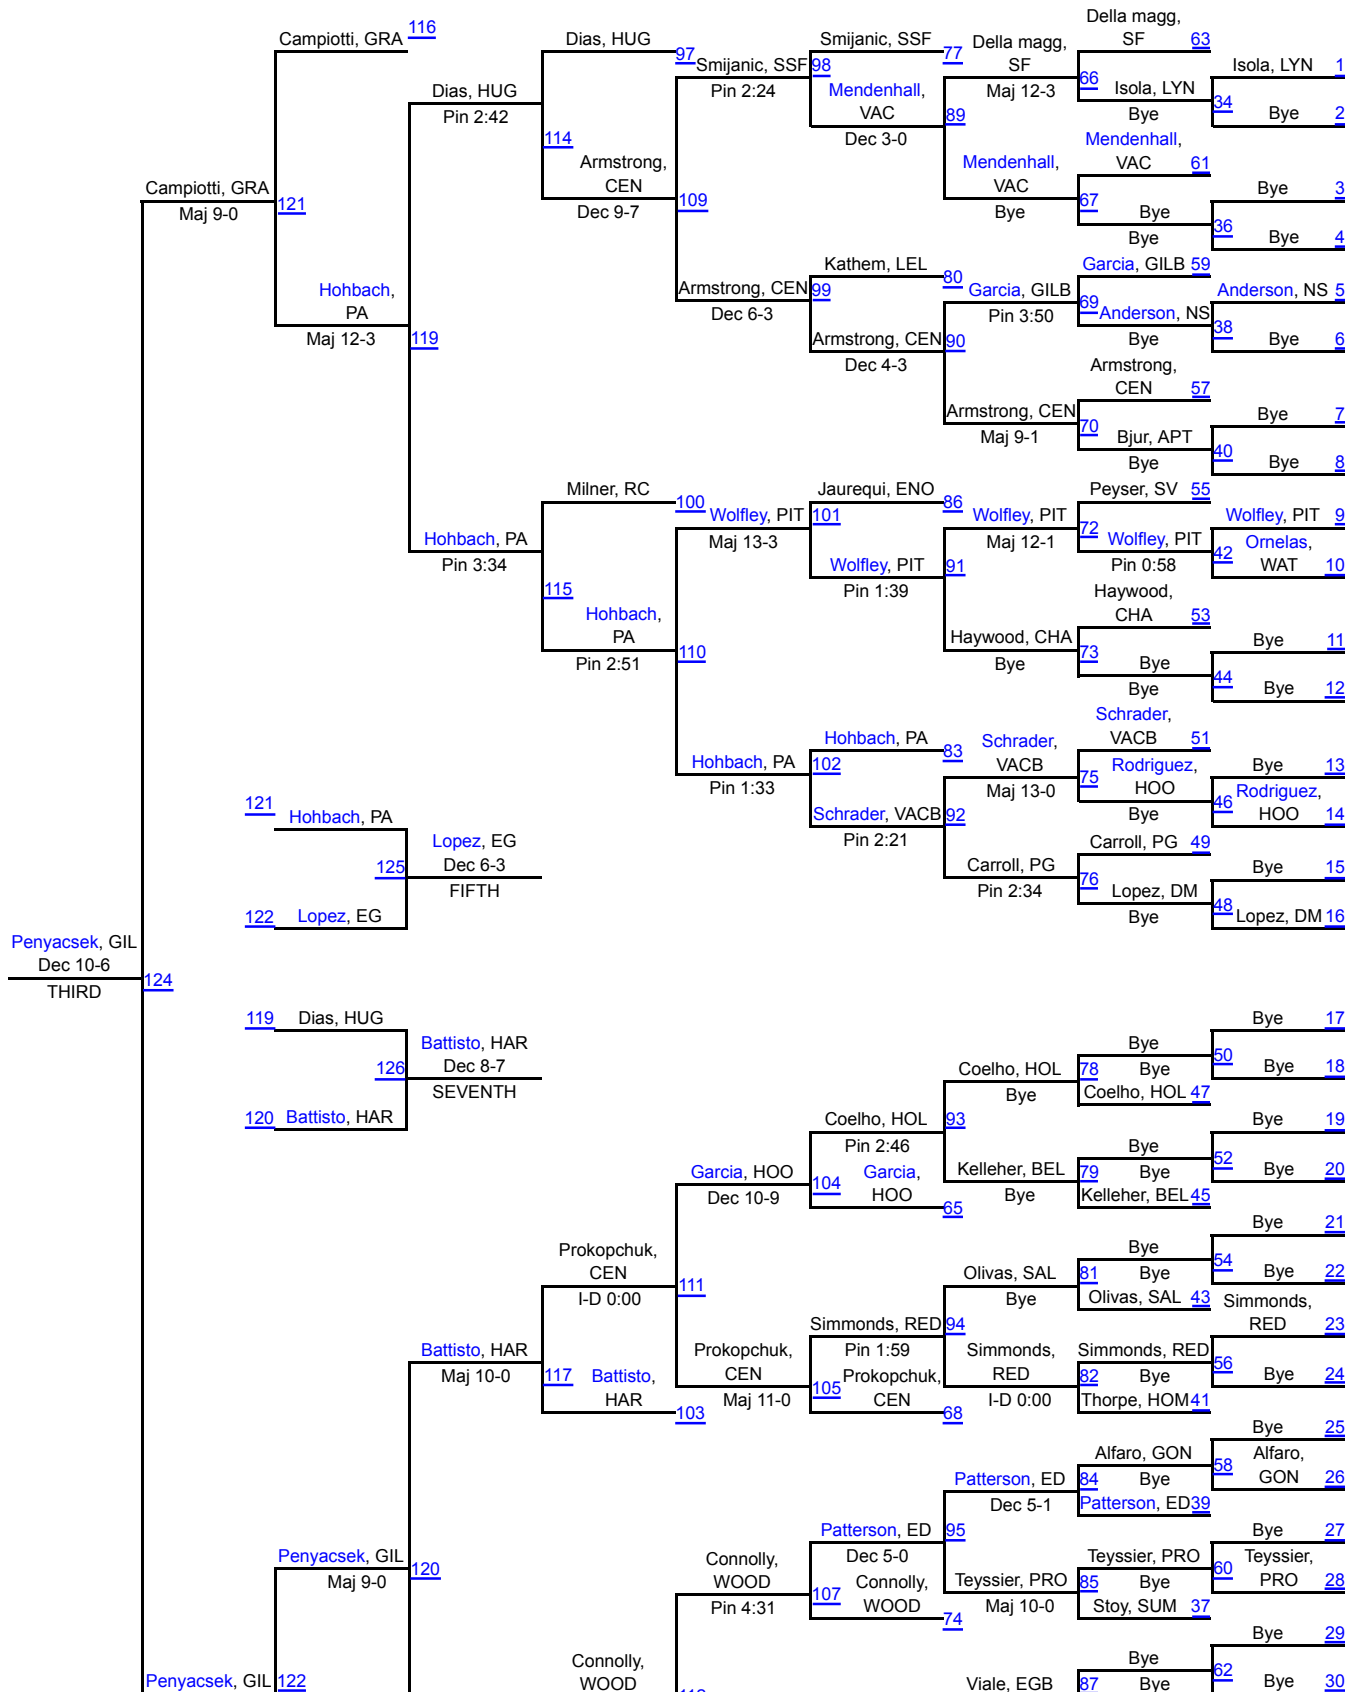 Della magg,
SF 63
Campiotti, GRA 116
Dias, HUG 97
Smijanic, SSF 77
Della magg,
SF
Maj 12-3
Isola, LYN 1
Smijanic, SSF 98
Pin 2:24
66 Isola, LYN
Bye
34 Bye 2
Dias, HUG
Pin 2:42
Mendenhall,
VAC
Dec 3-0
89
Mendenhall,
VAC 61
114
Armstrong,
CEN
Dec 9-7
Mendenhall,
VAC
Bye
67 Bye
Bye
Bye 3
36 Bye 4
Campiotti, GRA
Maj 9-0
121
109
Kathem, LEL 80
Garcia, GILB 59
Hohbach,
PA
Maj 12-3
Armstrong, CEN 99
Dec 6-3
Garcia, GILB
Pin 3:50
69 Anderson, NS
Bye
Anderson, NS 5
38 Bye 6
119
Armstrong, CEN 90
Dec 4-3
Armstrong,
CEN 57
Armstrong, CEN
Maj 9-1
70 Bjur, APT
Bye
Bye 7
40 Bye 8
Milner, RC 100
Jaurequi, ENO 86
Peyser, SV 55
Wolfley, PIT 101
Maj 13-3
Wolfley, PIT
Maj 12-1
72 Wolfley, PIT
Pin 0:58
Wolfley, PIT 9
42 Ornelas,
WAT 10
Hohbach, PA
Pin 3:34
Wolfley, PIT 91
Pin 1:39
115
Hohbach,
PA
Pin 2:51
110
Haywood,
CHA 53
Haywood, CHA
Bye
73 Bye
Bye
Bye 11
44 Bye 12
Hohbach, PA 83
Schrader,
VACB 51
Hohbach, PA 102
Pin 1:33
Schrader,
VACB
Maj 13-0
75 Rodriguez,
HOO
Bye
Bye 13
46 Rodriguez,
HOO 14
Schrader, VACB 92
Pin 2:21
121
Hohbach, PA
Lopez, EG
125 Dec 6-3
FIFTH
122 Lopez, EG
Carroll, PG 49
Carroll, PG
Pin 2:34
76 Lopez, DM
Bye
Bye 15
48 Lopez, DM 16
Penyacsek, GIL
Dec 10-6
THIRD
124
119 Dias, HUG
Battisto, HAR
126 Dec 8-7
SEVENTH
120 Battisto, HAR
Bye 17
Bye
50 Bye 18
Coelho, HOL
Bye
78 Bye
Coelho, HOL 47
Coelho, HOL 93
Pin 2:46
Bye 19
Bye
52 Bye 20
Garcia, HOO
Dec 10-9
104 Garcia,
HOO 65
Kelleher, BEL
Bye
79 Bye
Kelleher, BEL 45
Bye 21
Bye
54 Bye 22
Prokopchuk,
CEN
I-D 0:00
111
Olivas, SAL
Bye
81 Bye
Olivas, SAL 43
Simmonds,
RED 23
Simmonds, RED 94
Pin 1:59
Battisto, HAR
Maj 10-0
Prokopchuk,
CEN
Maj 11-0
105 Prokopchuk,
CEN 68
Simmonds,
RED
I-D 0:00
Simmonds, RED
82 Bye
Thorpe, HOM 41
56 Bye 24
117 Battisto,
HAR 103
Bye 25
Alfaro, GON
58 Alfaro,
GON 26
Patterson, ED
Dec 5-1
84 Bye
Patterson, ED 39
Patterson, ED 95
Dec 5-0
Bye 27
Penyacsek, GIL
Maj 9-0
120
Connolly,
WOOD
Pin 4:31
107 Connolly,
WOOD 74
Teyssier, PRO
Maj 10-0
Teyssier, PRO
85 Bye
Stoy, SUM 37
60 Teyssier,
PRO 28
Bye 29
Penyacsek, GIL 122
Connolly,
WOOD
Viale, EGB
Bye
87 Bye
62 Bye 30